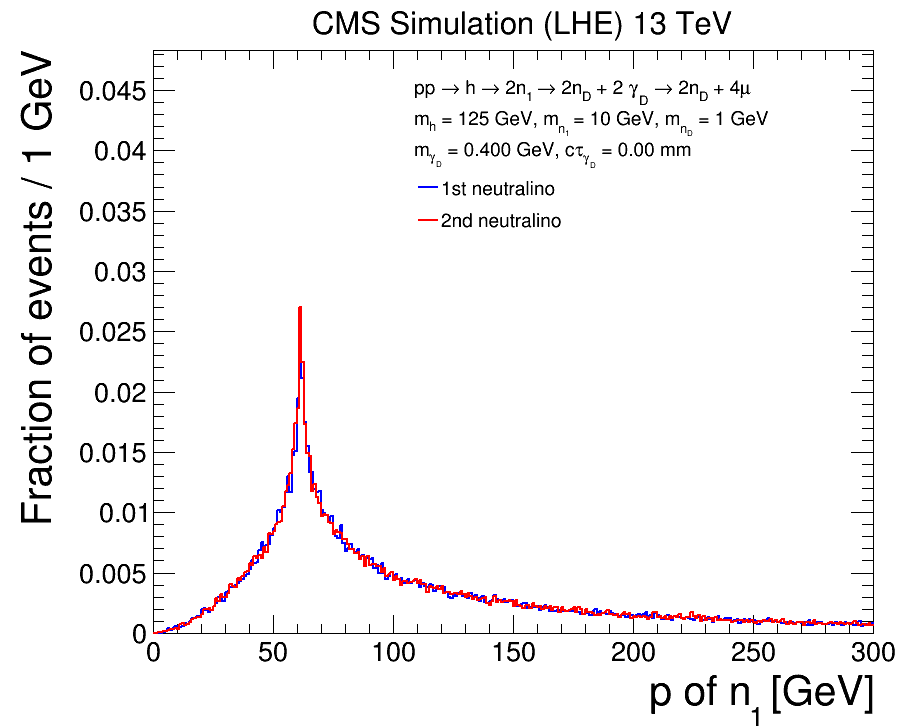 CMS Simulation (LHE) 13 TeV
Fraction of events / 1 GeV
0.045
0.04
0.035
0.03
0.025
0.02
0.015
0.01
0.005
0
pp → h → 2n₁ → 2n_D + 2 γ_D → 2n_D + 4μ
m_h = 125 GeV, m_n₁ = 10 GeV, m_n_D = 1 GeV
m_γ_D = 0.400 GeV, cτ_γ_D = 0.00 mm
1st neutralino
2nd neutralino
0 50 100 150 200 250 300
p of n₁ [GeV]